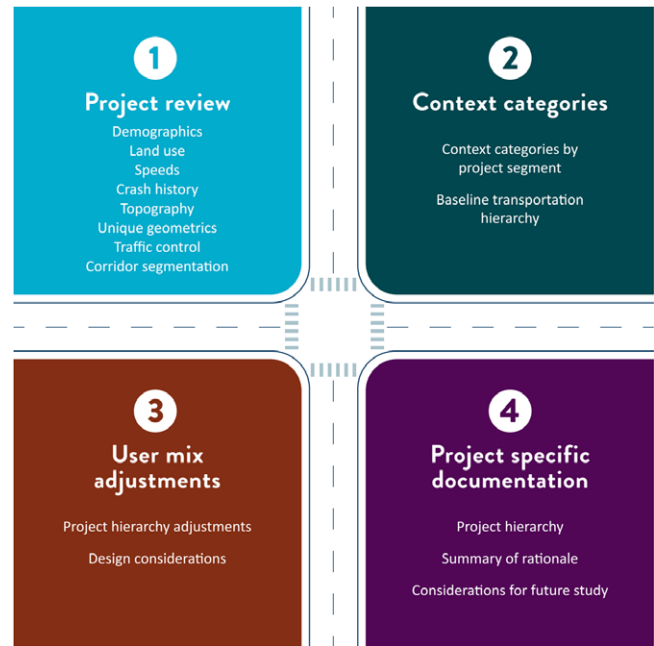 1
Project review
Demographics
Land use
Speeds
Crash history
Topography
Unique geometrics
Traffic control
Corridor segmentation
2
Context categories
Context categories by
project segment
Baseline transportation
hierarchy
3
User mix
adjustments
Project hierarchy adjustments
Design considerations
4
Project specific
documentation
Project hierarchy
Summary of rationale
Considerations for future study